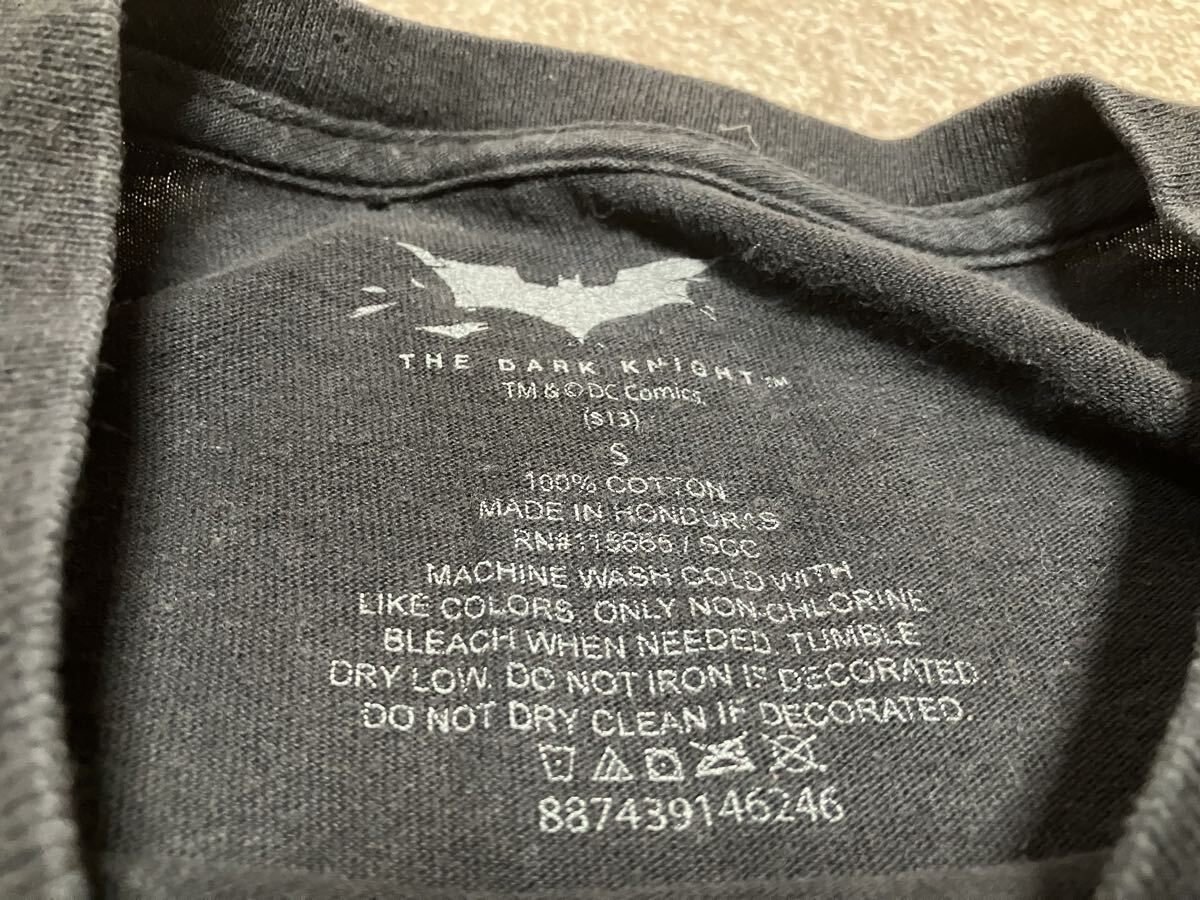 THE DARK KNIGHT™
TM & © DC Comics.
(S13)
S
100% COTTON
MADE IN HONDURAS
/ SCC
MACHINE WASH COLD WITH
LIKE COLORS. ONLY NON-CHLORINE
BLEACH WHEN NEEDED. TUMBLE
DRY LOW. DO NOT IRON IS DECORATED
DO NOT DRY CLEAN IF DECORATED.
887439146246